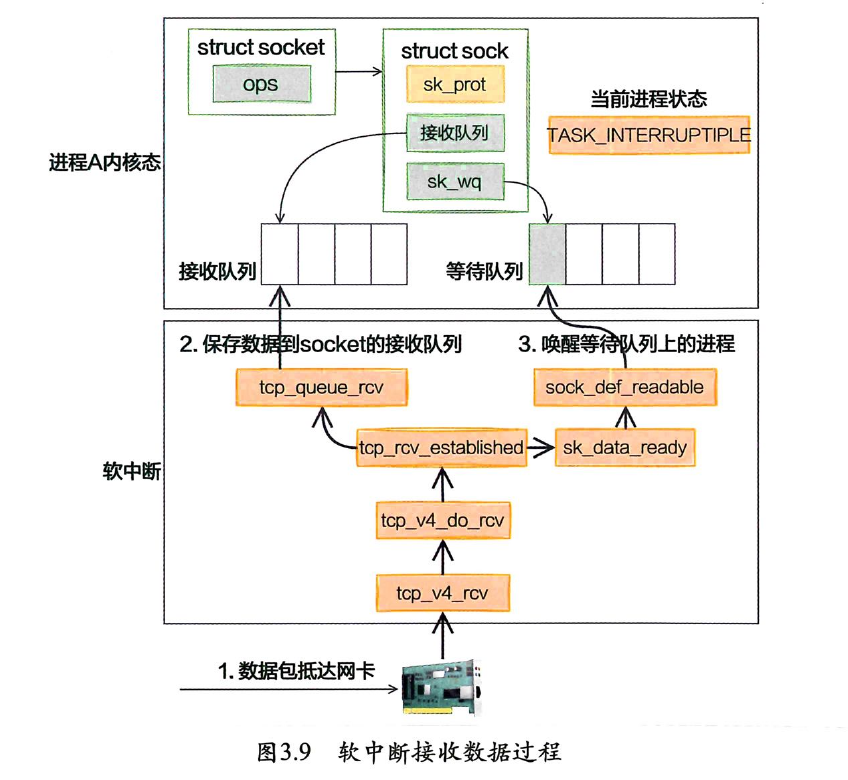 struct socket
ops
struct sock
sk_prot
接收队列
sk_wq
当前进程状态
TASK_INTERRUPTIPLE
进程A内核态
接收队列
等待队列
2. 保存数据到socket的接收队列
3. 唤醒等待队列上的进程
tcp_queue_rcv
sock_def_readable
tcp_rcv_established
sk_data_ready
软中断
tcp_v4_do_rcv
tcp_v4_rcv
1. 数据包抵达网卡
图3.9 软中断接收数据过程